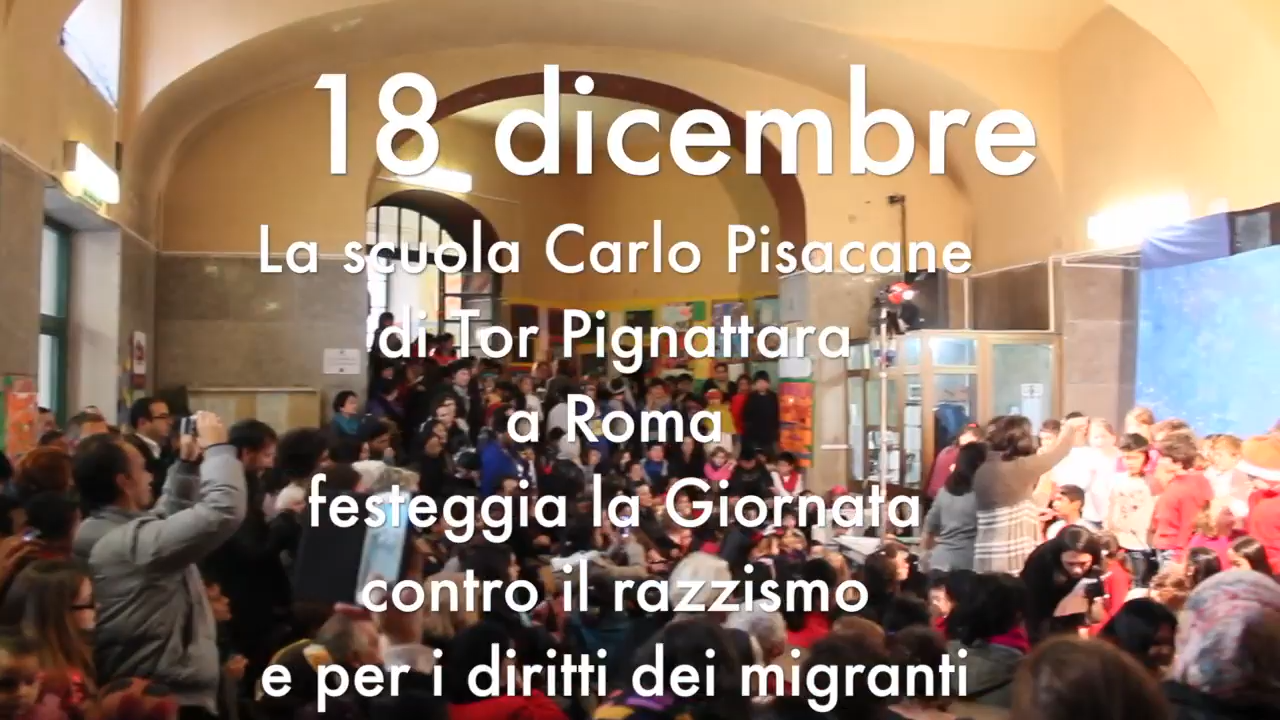 18 dicembre
La scuola Carlo Pisacane
di Tor Pignattara
a Roma
festeggia la Giornata
contro il razzismo
e per i diritti dei migranti